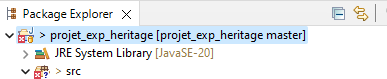 Package Explorer
> projet_exp_heritage [projet_exp_heritage master]
JRE System Library [JavaSE-20]
> src